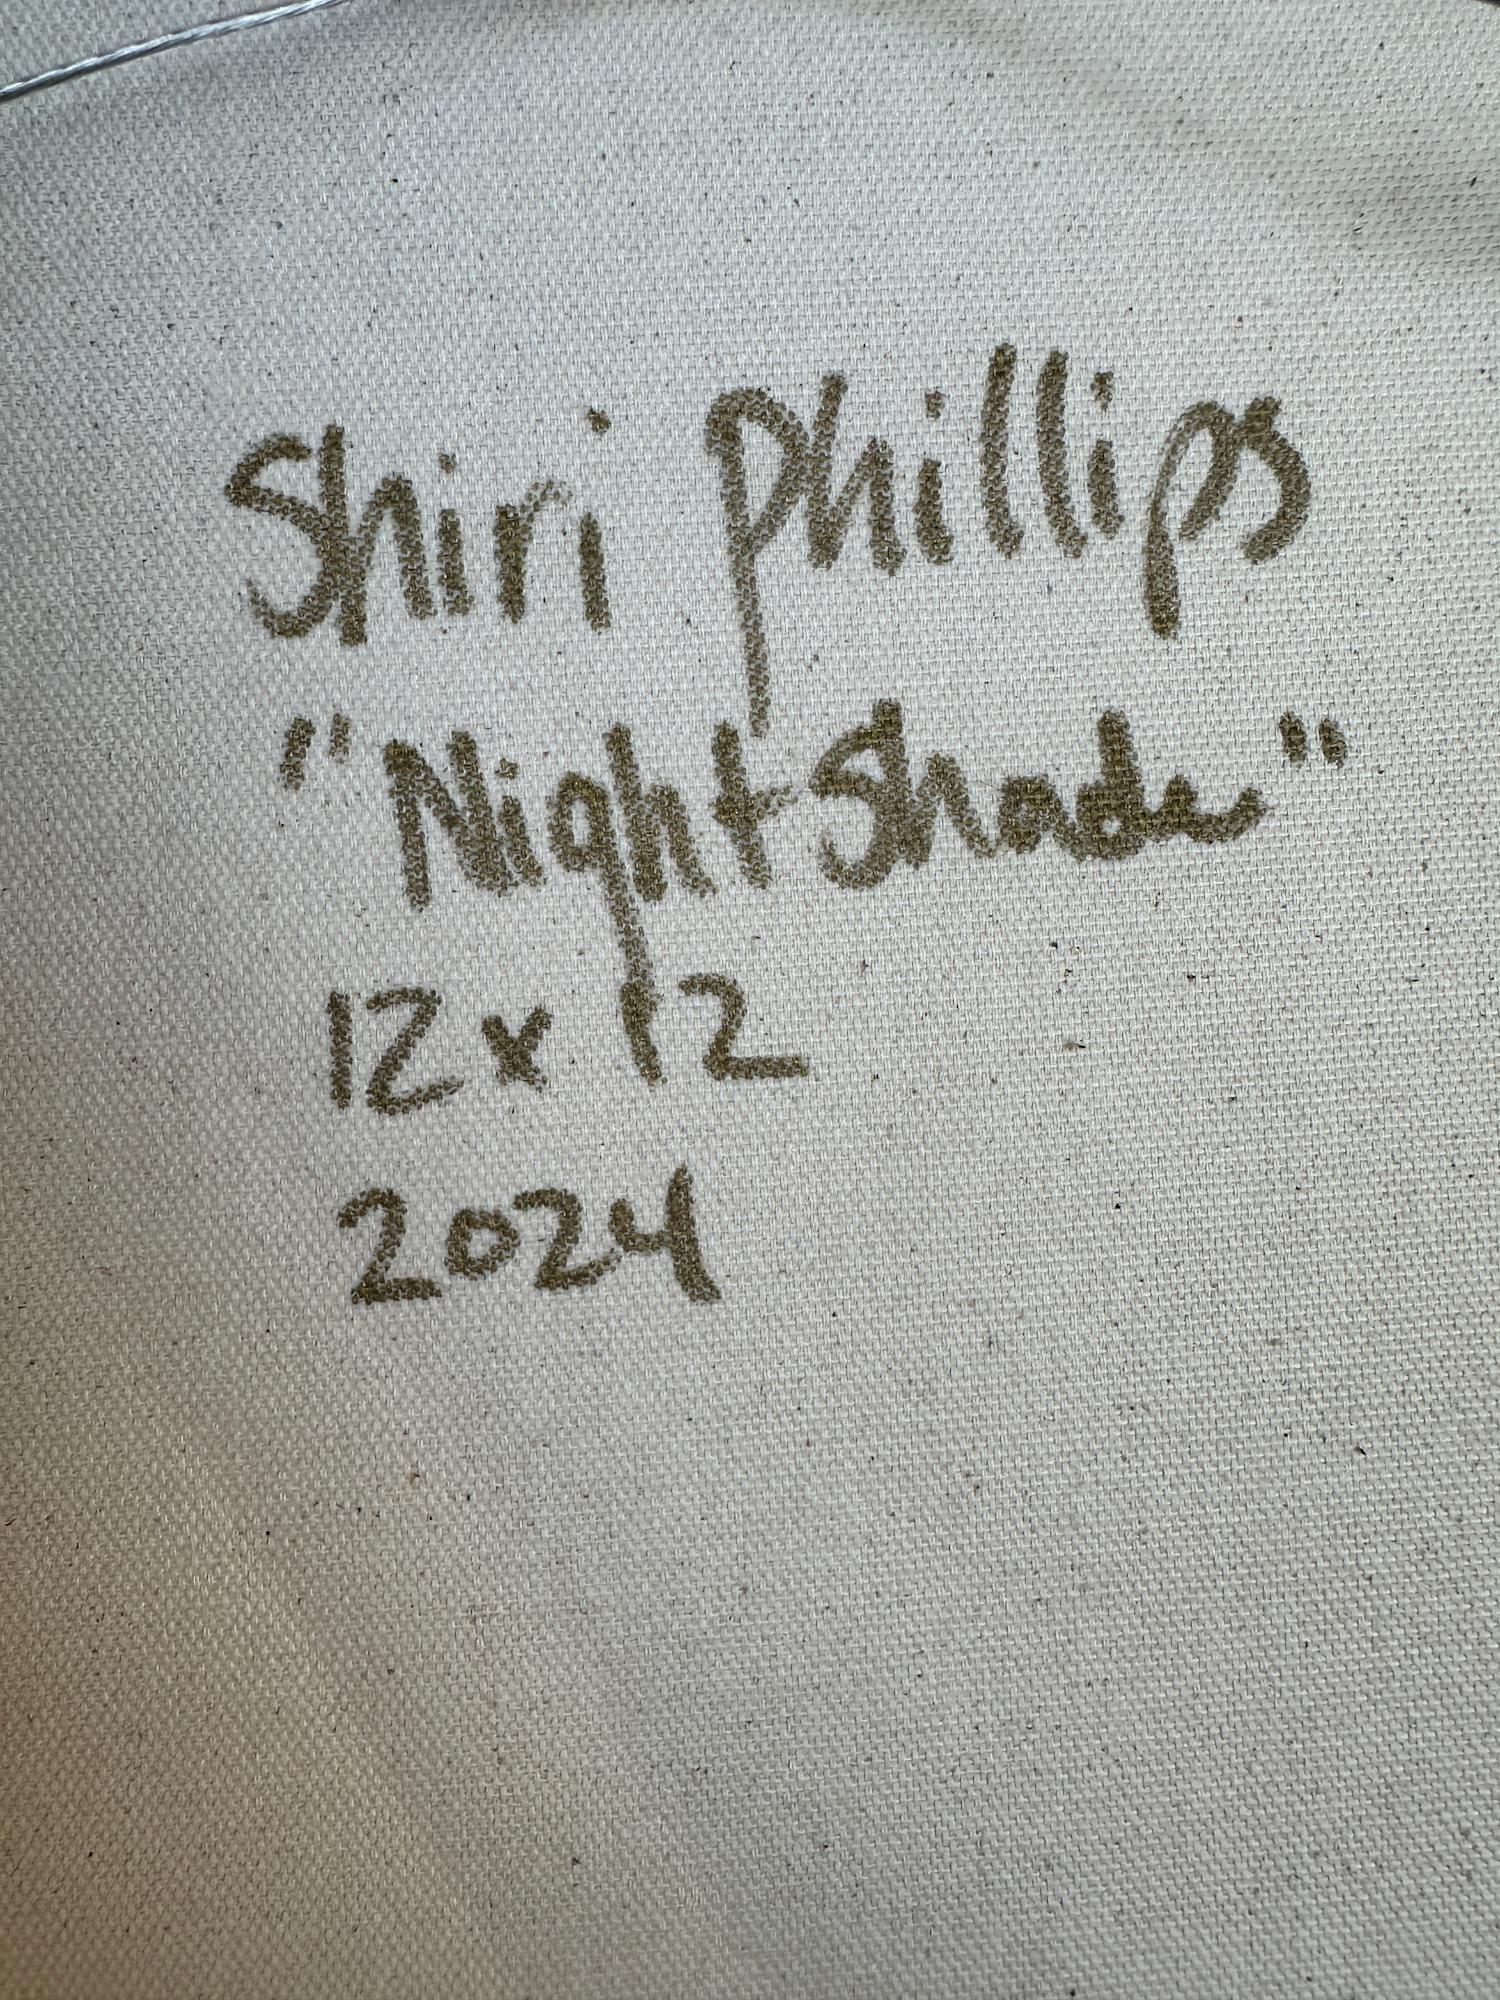 Shiri Phillips
"Night Shade"
12 x 12
2024